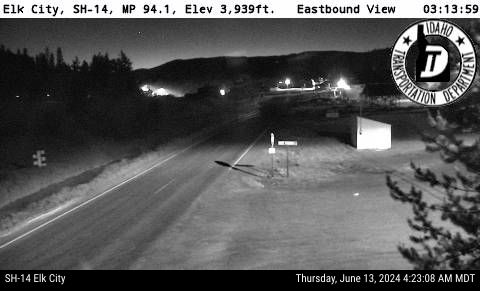 Elk City, SH-14, MP 94.1, Elev 3,939ft. Eastbound View 03:13:59
IDAHO
TRANSPORTATION DEPARTMENT
SH-14 Elk City Thursday, June 13, 2024 4:23:08 AM MDT